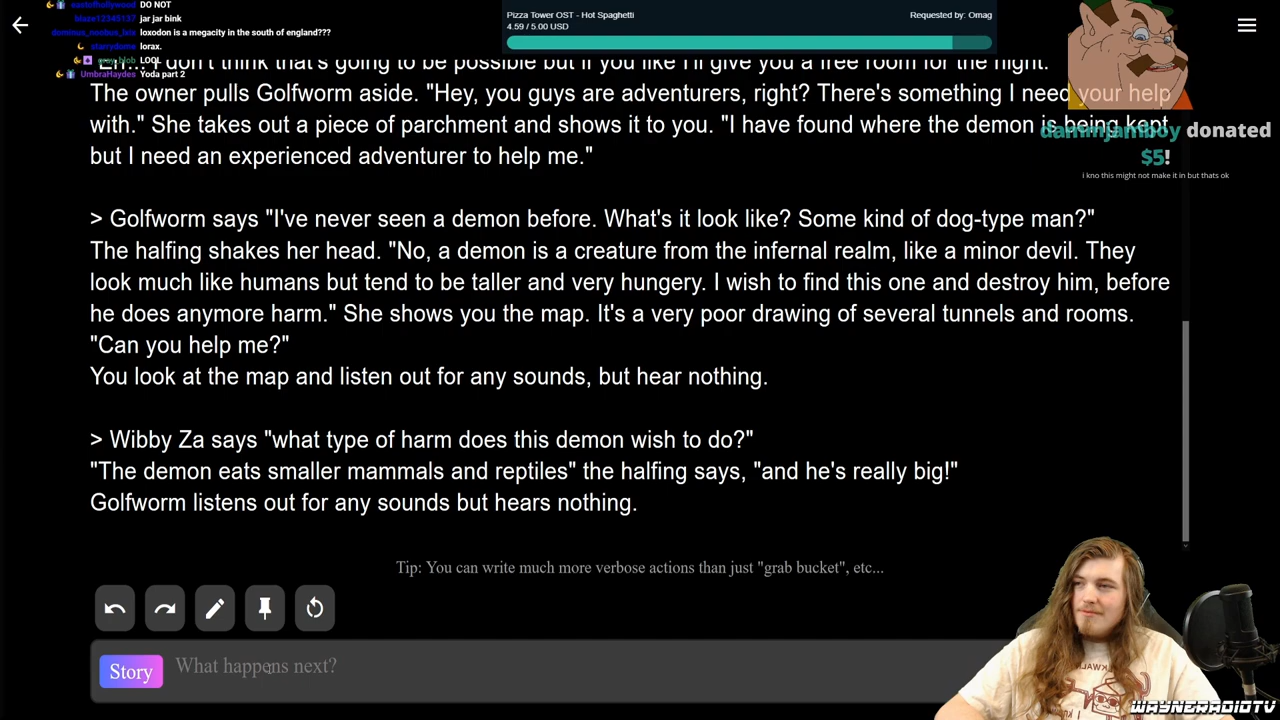 eastofhollywood DO NOT
blaze12345137 jar jar bink
dominus_noobus_lxix loxodon is a megacity in the south of england???
starrydome lorax.
gray_blob LOOL
UmbraHaydes Yoda part 2
Pizza Tower OST - Hot Spaghetti
Requested by: Omag
4.59 / 5.00 USD
I don't think that's going to be possible but if you like I'll give you a free room for the night.
The owner pulls Golfworm aside. "Hey, you guys are adventurers, right? There's something I need your help
with." She takes out a piece of parchment and shows it to you. "I have found where the demon is being kept
but I need an experienced adventurer to help me."
dammjamboy donated
$5!
i kno this might not make it in but thats ok
> Golfworm says "I've never seen a demon before. What's it look like? Some kind of dog-type man?"
The halfing shakes her head. "No, a demon is a creature from the infernal realm, like a minor devil. They
look much like humans but tend to be taller and very hungery. I wish to find this one and destroy him, before
he does anymore harm." She shows you the map. It's a very poor drawing of several tunnels and rooms.
"Can you help me?"
You look at the map and listen out for any sounds, but hear nothing.
> Wibby Za says "what type of harm does this demon wish to do?"
"The demon eats smaller mammals and reptiles" the halfing says, "and he's really big!"
Golfworm listens out for any sounds but hears nothing.
Tip: You can write much more verbose actions than just "grab bucket", etc...
Story
What happens next?
WAYNERADIOTV